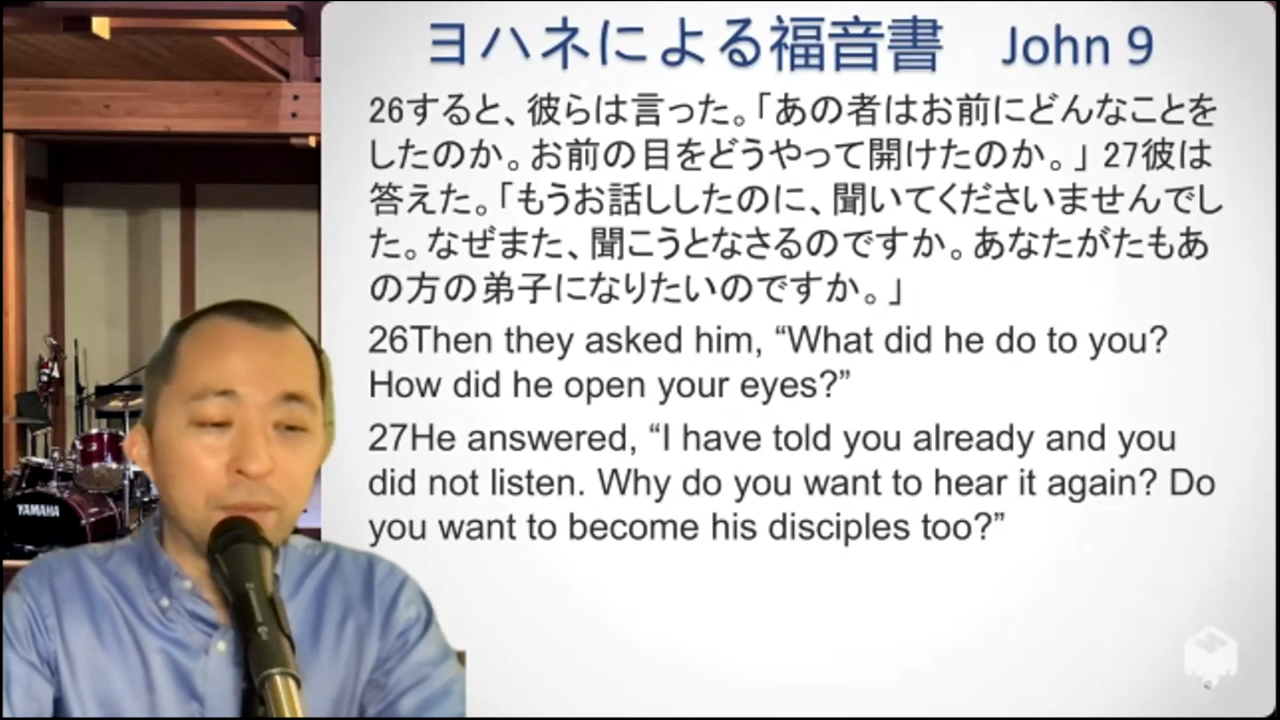 ヨハネによる福音書　John 9
26すると、彼らは言った。「あの者はお前にどんなことを
したのか。お前の目をどうやって開けたのか。」 27彼は
答えた。「もうお話ししたのに、聞いてくださいませんでし
た。なぜまた、聞こうとなさるのですか。あなたがたもあ
の方の弟子になりたいのですか。」
26Then they asked him, “What did he do to you?
How did he open your eyes?”
27He answered, “I have told you already and you
did not listen. Why do you want to hear it again? Do
you want to become his disciples too?”
YAMAHA